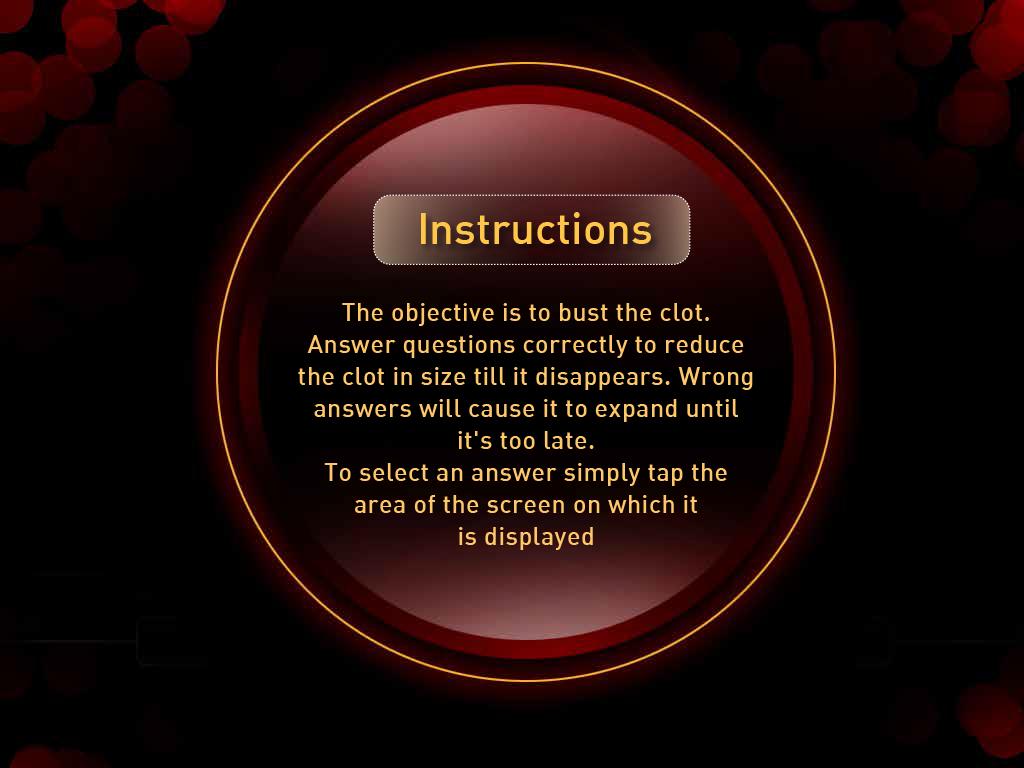 Instructions
The objective is to bust the clot.
Answer questions correctly to reduce
the clot in size till it disappears. Wrong
answers will cause it to expand until
it's too late.
To select an answer simply tap the
area of the screen on which it
is displayed